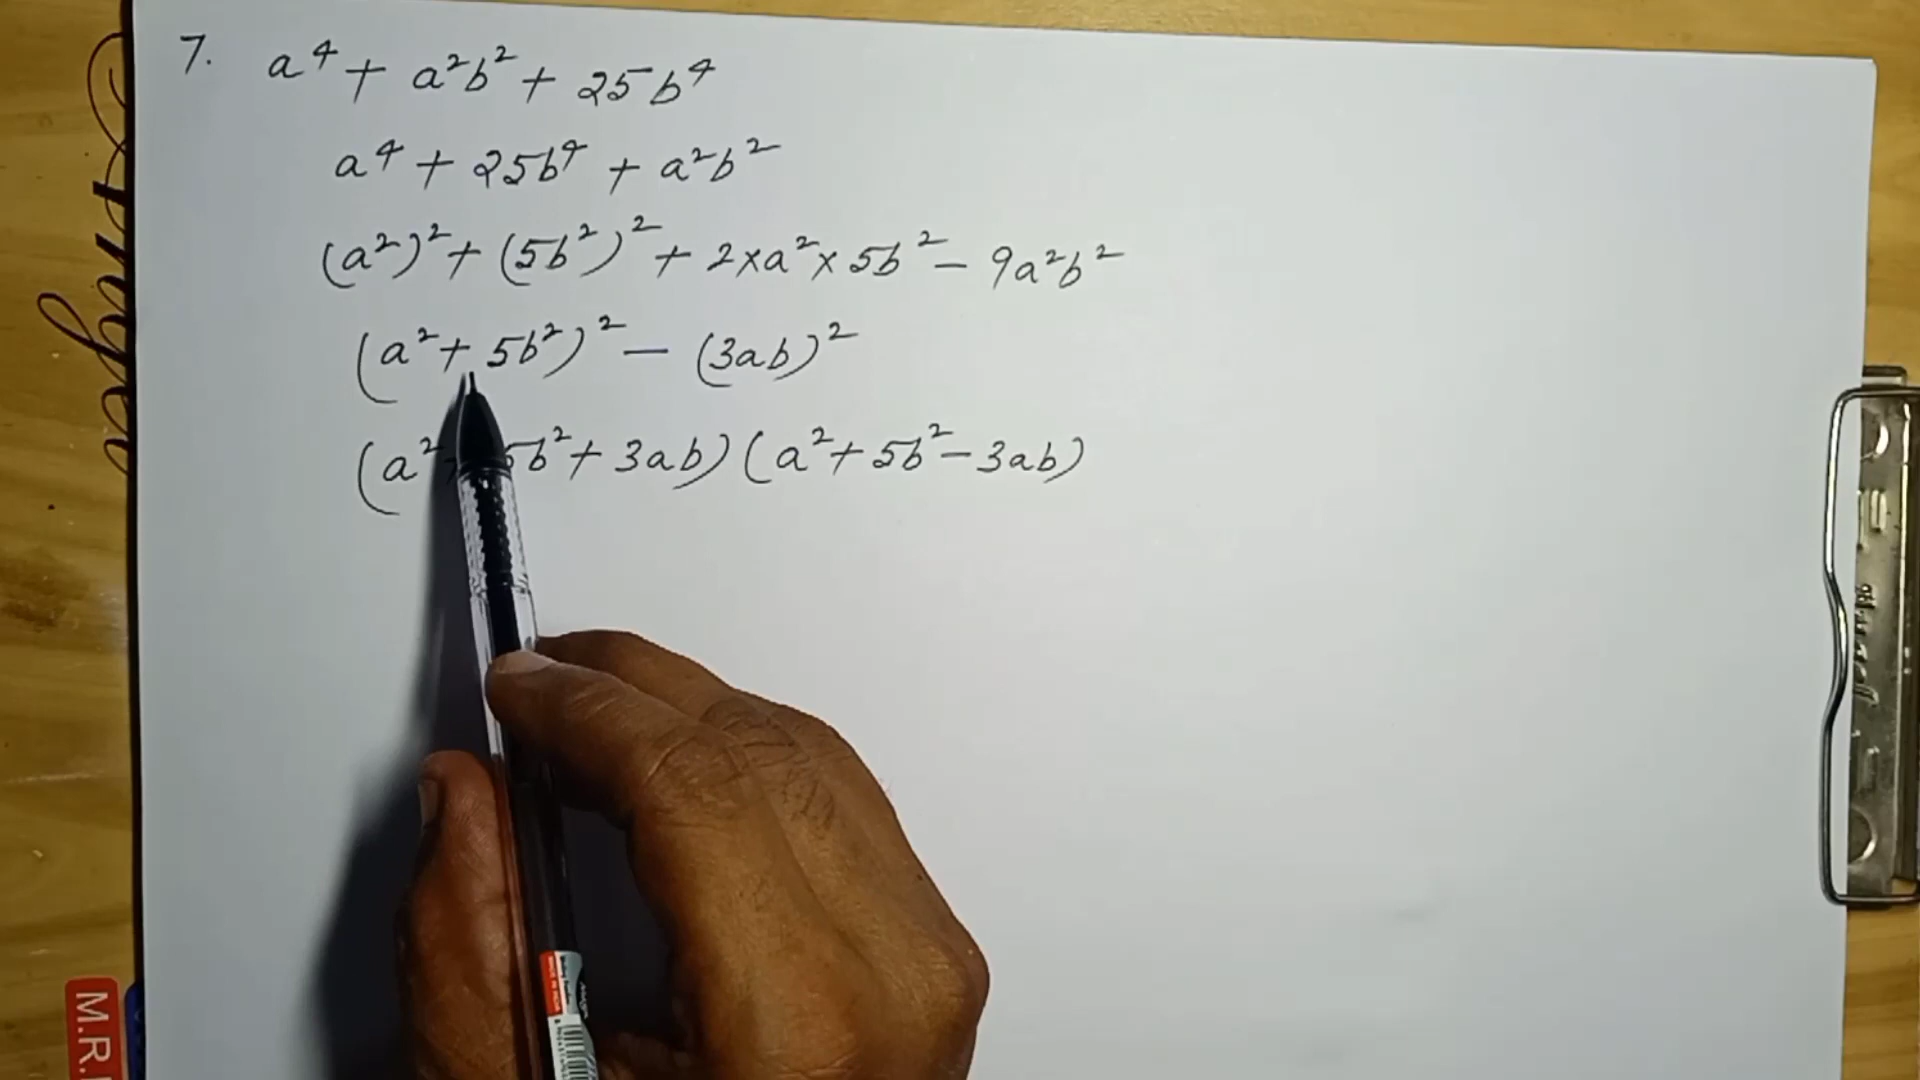 7. a⁴ + a²b² + 25b⁴
a⁴ + 25b⁴ + a²b²
(a²)² + (5b²)² + 2×a²×5b² - 9a²b²
(a² + 5b²)² - (3ab)²
(a² 5b² + 3ab) (a² + 5b² - 3ab)
M.R.